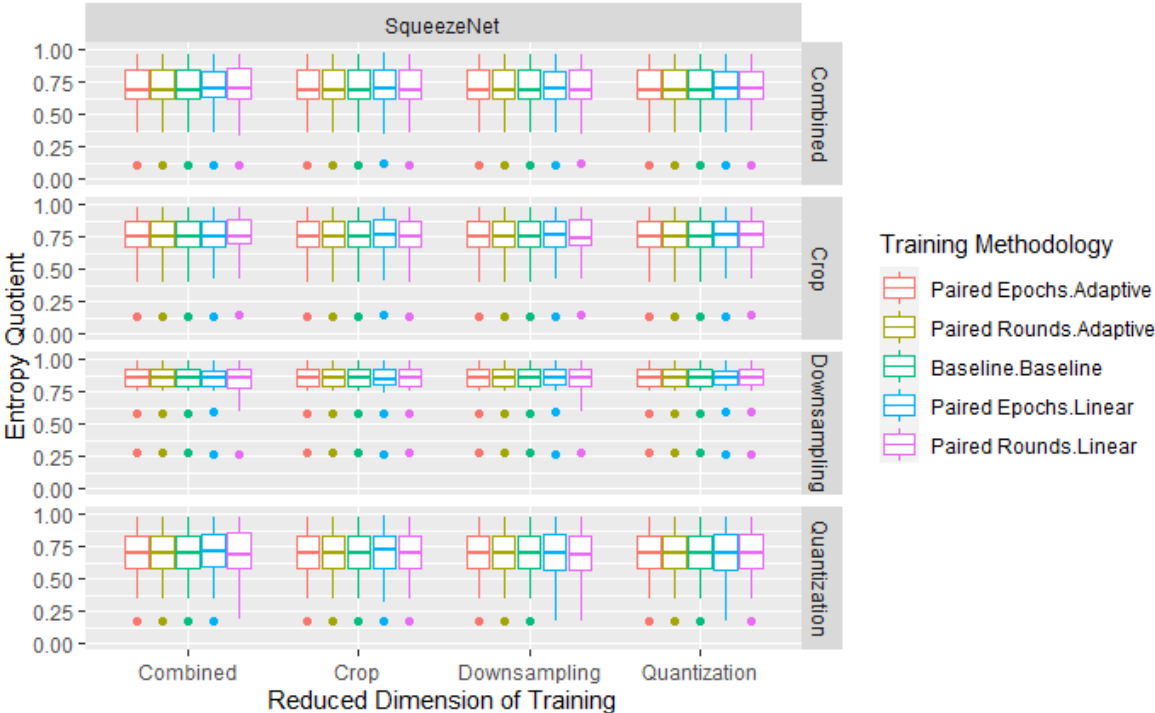 SqueezeNet
Entropy Quotient
1.00
0.75
0.50
0.25
0.00
Combined
1.00
0.75
0.50
0.25
0.00
Crop
1.00
0.75
0.50
0.25
0.00
Downsampling
1.00
0.75
0.50
0.25
0.00
Quantization
Combined Crop Downsampling Quantization
Reduced Dimension of Training
Training Methodology
Paired Epochs.Adaptive
Paired Rounds.Adaptive
Baseline.Baseline
Paired Epochs.Linear
Paired Rounds.Linear